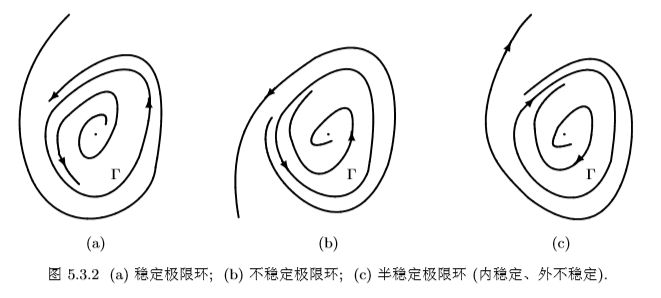 Γ Γ Γ
(a) (b) (c)
图 5.3.2 (a) 稳定极限环; (b) 不稳定极限环; (c) 半稳定极限环 (内稳定、外不稳定).